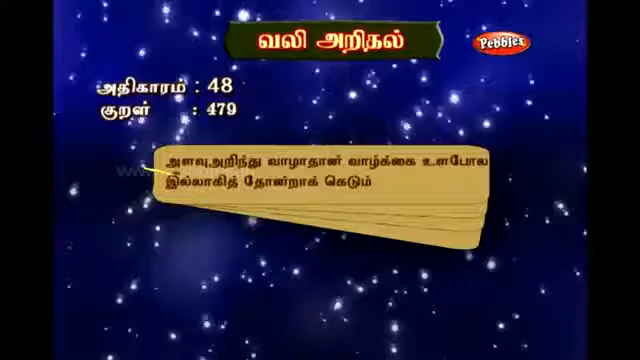 வலி அறிதல்
Pebbles
அதிகாரம் : 48
குறள் : 479
அளவுஅறிந்து வாழாதான் வாழ்க்கை உளபோல
இல்லாகித் தோன்றாக் கெடும்